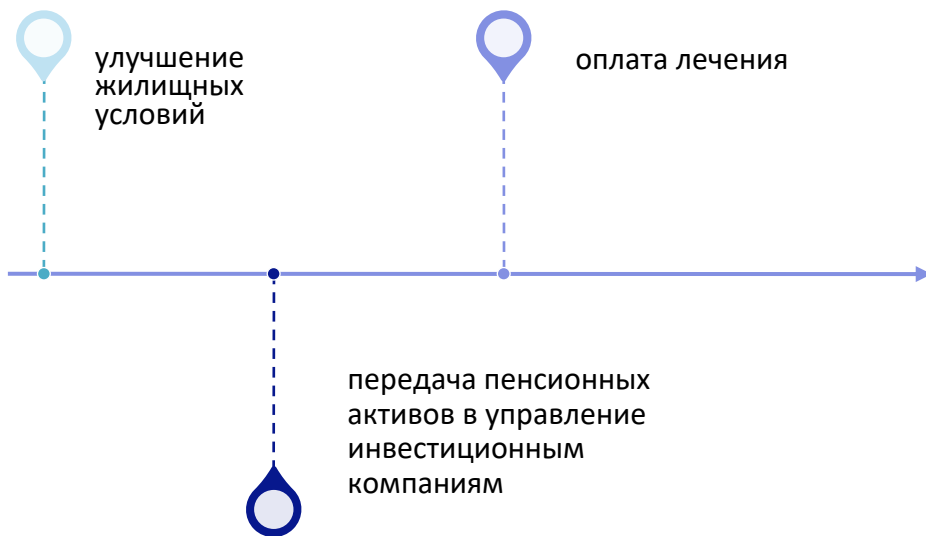 улучшение
жилищных
условий
оплата лечения
передача пенсионных
активов в управление
инвестиционным
компаниям